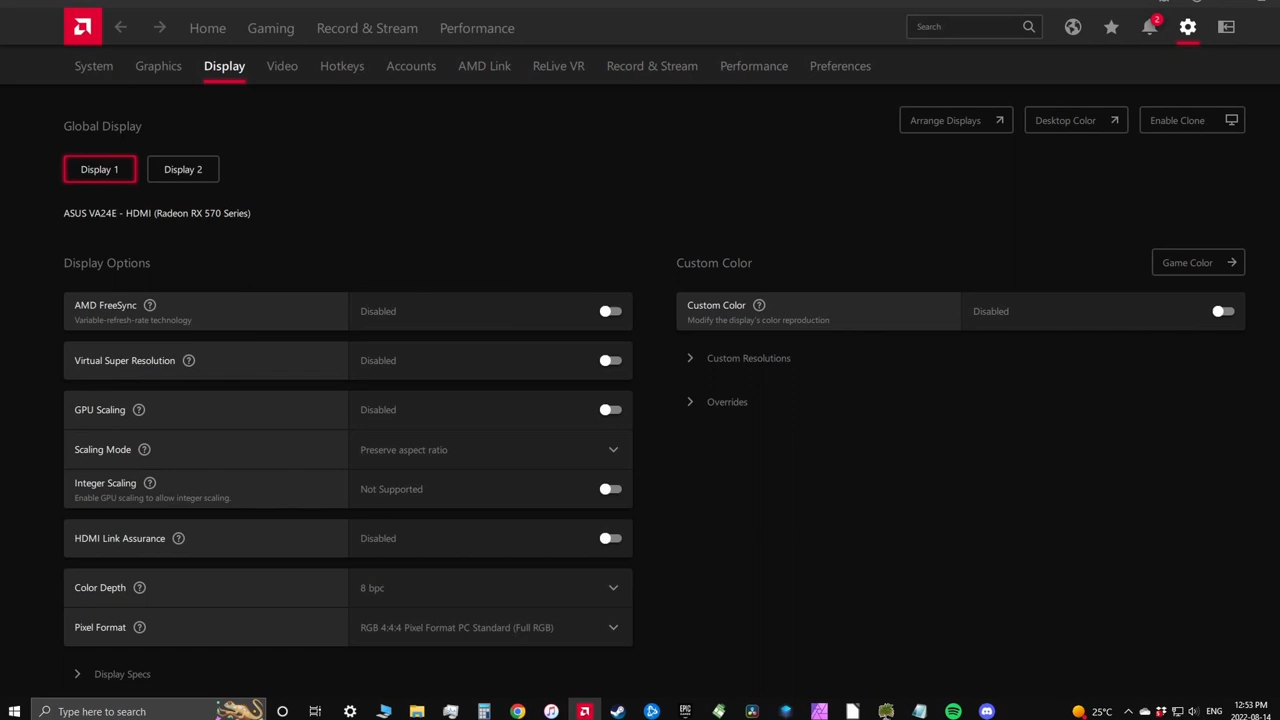 Home Gaming Record & Stream Performance Search 2
System Graphics Display Video Hotkeys Accounts AMD Link ReLive VR Record & Stream Performance Preferences
Global Display Arrange Displays Desktop Color Enable Clone
Display 1 Display 2
ASUS VA24E - HDMI (Radeon RX 570 Series)
Display Options
AMD FreeSync Disabled
Variable-refresh-rate technology
Virtual Super Resolution Disabled
GPU Scaling Disabled
Scaling Mode Preserve aspect ratio
Integer Scaling Not Supported
Enable GPU scaling to allow integer scaling.
HDMI Link Assurance Disabled
Color Depth 8 bpc
Pixel Format RGB 4:4:4 Pixel Format PC Standard (Full RGB)
Display Specs
Custom Color Game Color
Custom Color Disabled
Modify the display's color reproduction
Custom Resolutions
Overrides
Type here to search
EPIC
25°C
ENG
12:53 PM